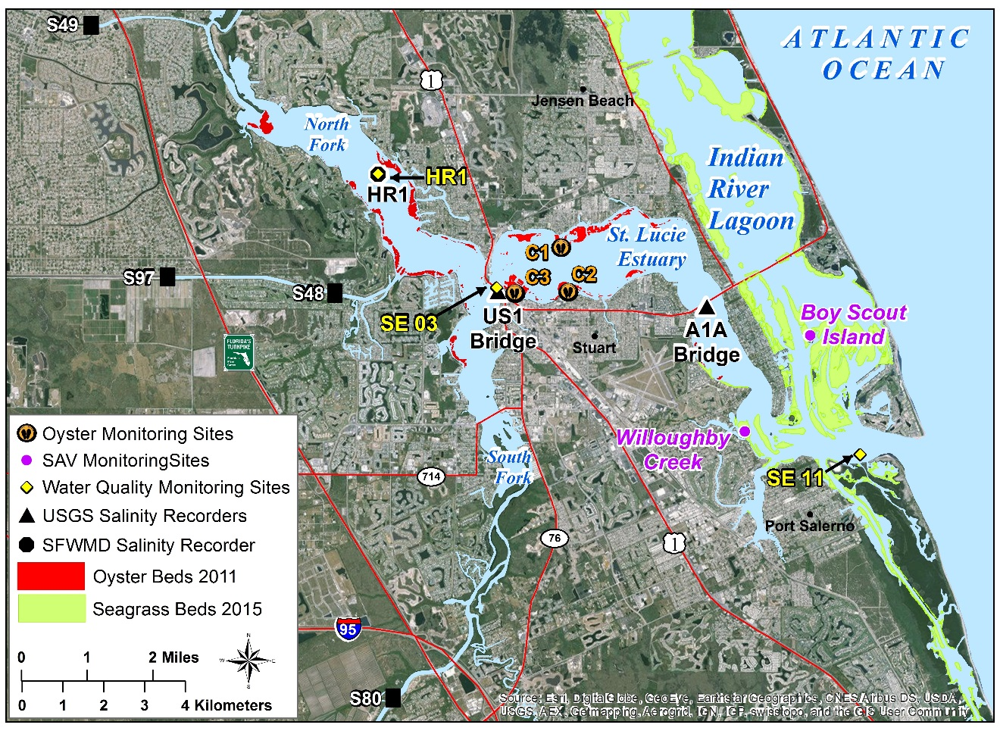 S49
ATLANTIC
OCEAN
1
Jensen Beach
North
Fork
Indian
River
Lagoon
HR1
HR1
St. Lucie
Estuary
C1
C3
C2
S97
S48
SE 03
US1
Bridge
A1A
Bridge
Boy Scout
Island
Stuart
FLORIDA'S
TURNPIKE
Willoughby
Creek
South
Fork
714
SE 11
Port Salerno
76
1
95
S80
Oyster Monitoring Sites
SAV MonitoringSites
Water Quality Monitoring Sites
USGS Salinity Recorders
SFWMD Salinity Recorder
Oyster Beds 2011
Seagrass Beds 2015
0 1 2 Miles
0 1 2 3 4 Kilometers
N
W E
S
Source: Esri, DigitalGlobe, GeoEye, Earthstar Geographics, CNES/Airbus DS, USDA,
USGS, AEX, Getmapping, Aerogrid, IGN, IGP, swisstopo, and the GIS User Community